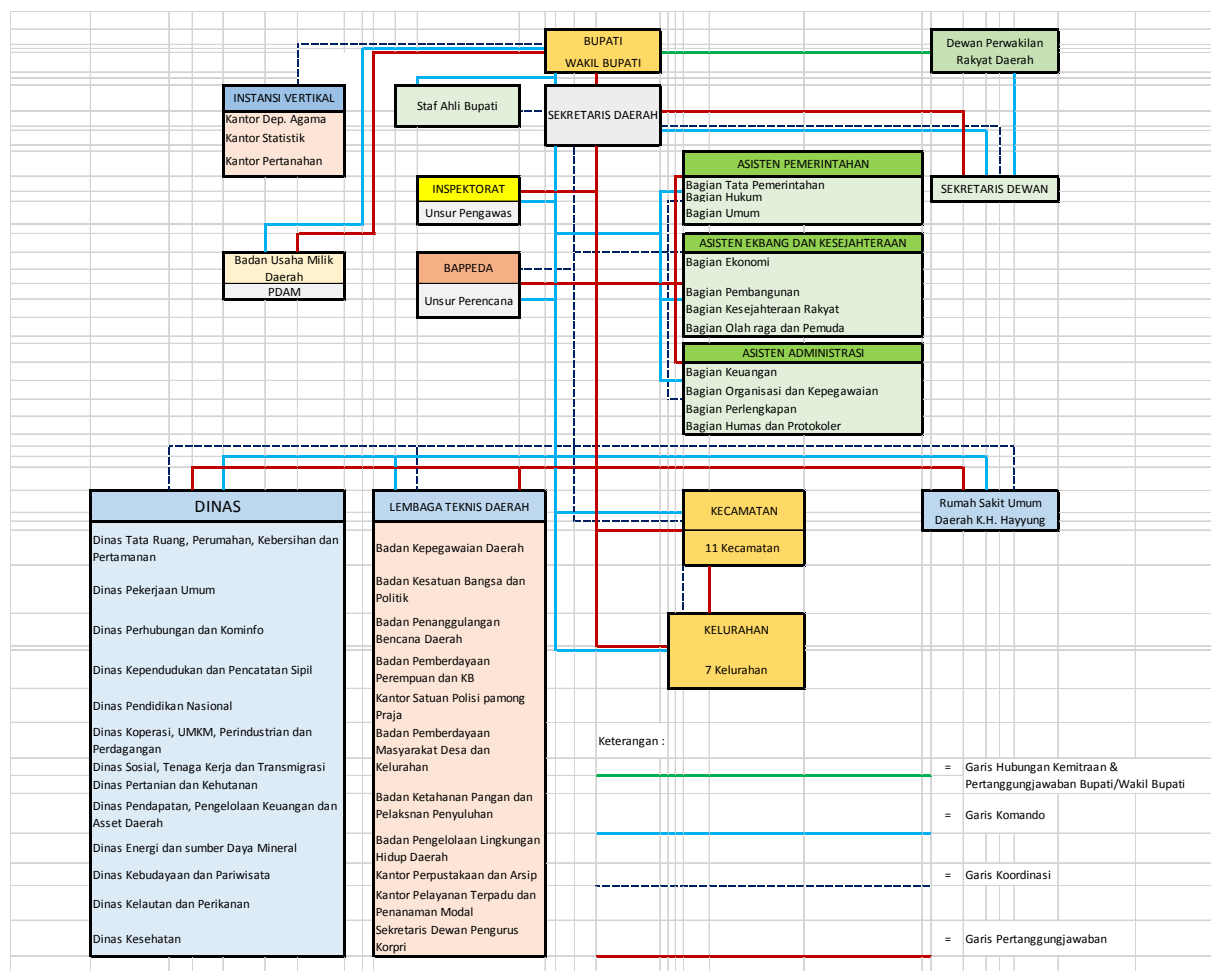 BUPATI
WAKIL BUPATI
Dewan Perwakilan
Rakyat Daerah
INSTANSI VERTIKAL
Kantor Dep. Agama
Kantor Statistik
Kantor Pertanahan
Staf Ahli Bupati
SEKRETARIS DAERAH
ASISTEN PEMERINTAHAN
Bagian Tata Pemerintahan
Bagian Hukum
Bagian Umum
SEKRETARIS DEWAN
INSPEKTORAT
Unsur Pengawas
ASISTEN EKBANG DAN KESEJAHTERAAN
Bagian Ekonomi
Bagian Pembangunan
Bagian Kesejahteraan Rakyat
Bagian Olah raga dan Pemuda
Badan Usaha Milik
Daerah
PDAM
BAPPEDA
Unsur Perencana
ASISTEN ADMINISTRASI
Bagian Keuangan
Bagian Organisasi dan Kepegawaian
Bagian Perlengkapan
Bagian Humas dan Protokoler
DINAS
Dinas Tata Ruang, Perumahan, Kebersihan dan
Pertamanan
Dinas Pekerjaan Umum
Dinas Perhubungan dan Kominfo
Dinas Kependudukan dan Pencatatan Sipil
Dinas Pendidikan Nasional
Dinas Koperasi, UMKM, Perindustrian dan
Perdagangan
Dinas Sosial, Tenaga Kerja dan Transmigrasi
Dinas Pertanian dan Kehutanan
Dinas Pendapatan, Pengelolaan Keuangan dan
Asset Daerah
Dinas Energi dan sumber Daya Mineral
Dinas Kebudayaan dan Pariwisata
Dinas Kelautan dan Perikanan
Dinas Kesehatan
LEMBAGA TEKNIS DAERAH
Badan Kepegawaian Daerah
Badan Kesatuan Bangsa dan
Politik
Badan Penanggulangan
Bencana Daerah
Badan Pemberdayaan
Perempuan dan KB
Kantor Satuan Polisi pamong
Praja
Badan Pemberdayaan
Masyarakat Desa dan
Kelurahan
Badan Ketahanan Pangan dan
Pelaksnan Penyuluhan
Badan Pengelolaan Lingkungan
Hidup Daerah
Kantor Perpustakaan dan Arsip
Kantor Pelayanan Terpadu dan
Penanaman Modal
Sekretaris Dewan Pengurus
Korpri
KECAMATAN
11 Kecamatan
KELURAHAN
7 Kelurahan
Rumah Sakit Umum
Daerah K.H. Hayyung
Keterangan :
= Garis Hubungan Kemitraan &
Pertanggungjawaban Bupati/Wakil Bupati
= Garis Komando
= Garis Koordinasi
= Garis Pertanggungjawaban